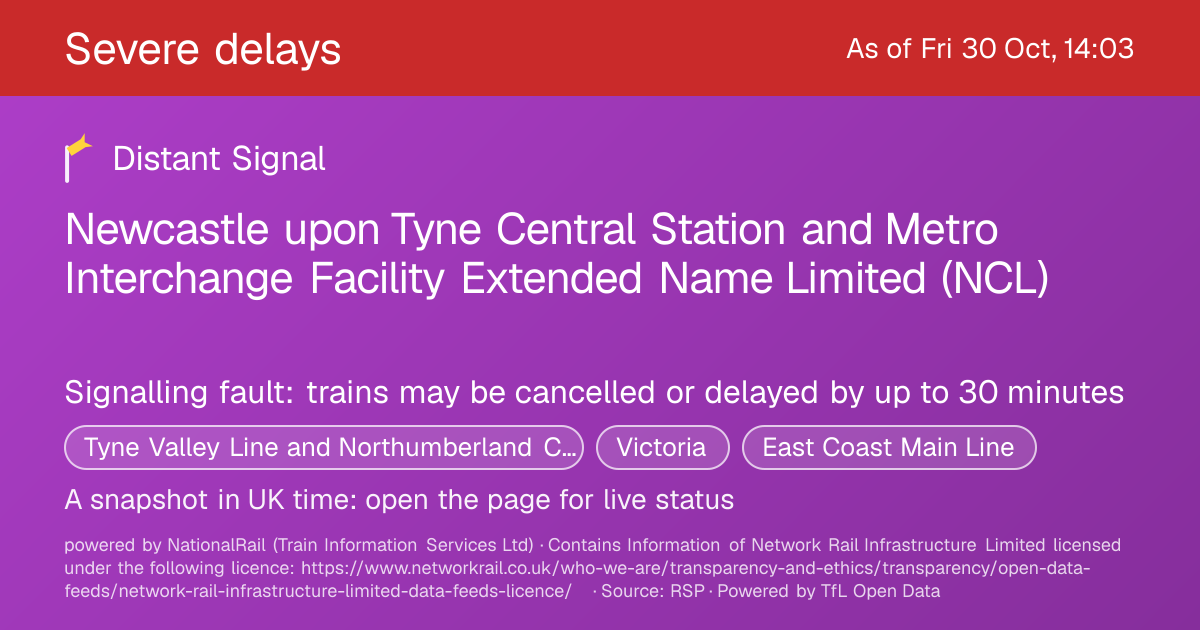 Severe delays
As of Fri 30 Oct, 14:03
Distant Signal
Newcastle upon Tyne Central Station and Metro
Interchange Facility Extended Name Limited (NCL)
Signalling fault: trains may be cancelled or delayed by up to 30 minutes
Tyne Valley Line and Northumberland C...
Victoria
East Coast Main Line
A snapshot in UK time: open the page for live status
powered by NationalRail (Train Information Services Ltd) · Contains Information of Network Rail Infrastructure Limited licensed
under the following licence: https://www.networkrail.co.uk/who-we-are/transparency-and-ethics/transparency/open-data-
feeds/network-rail-infrastructure-limited-data-feeds-licence/ · Source: RSP · Powered by TfL Open Data